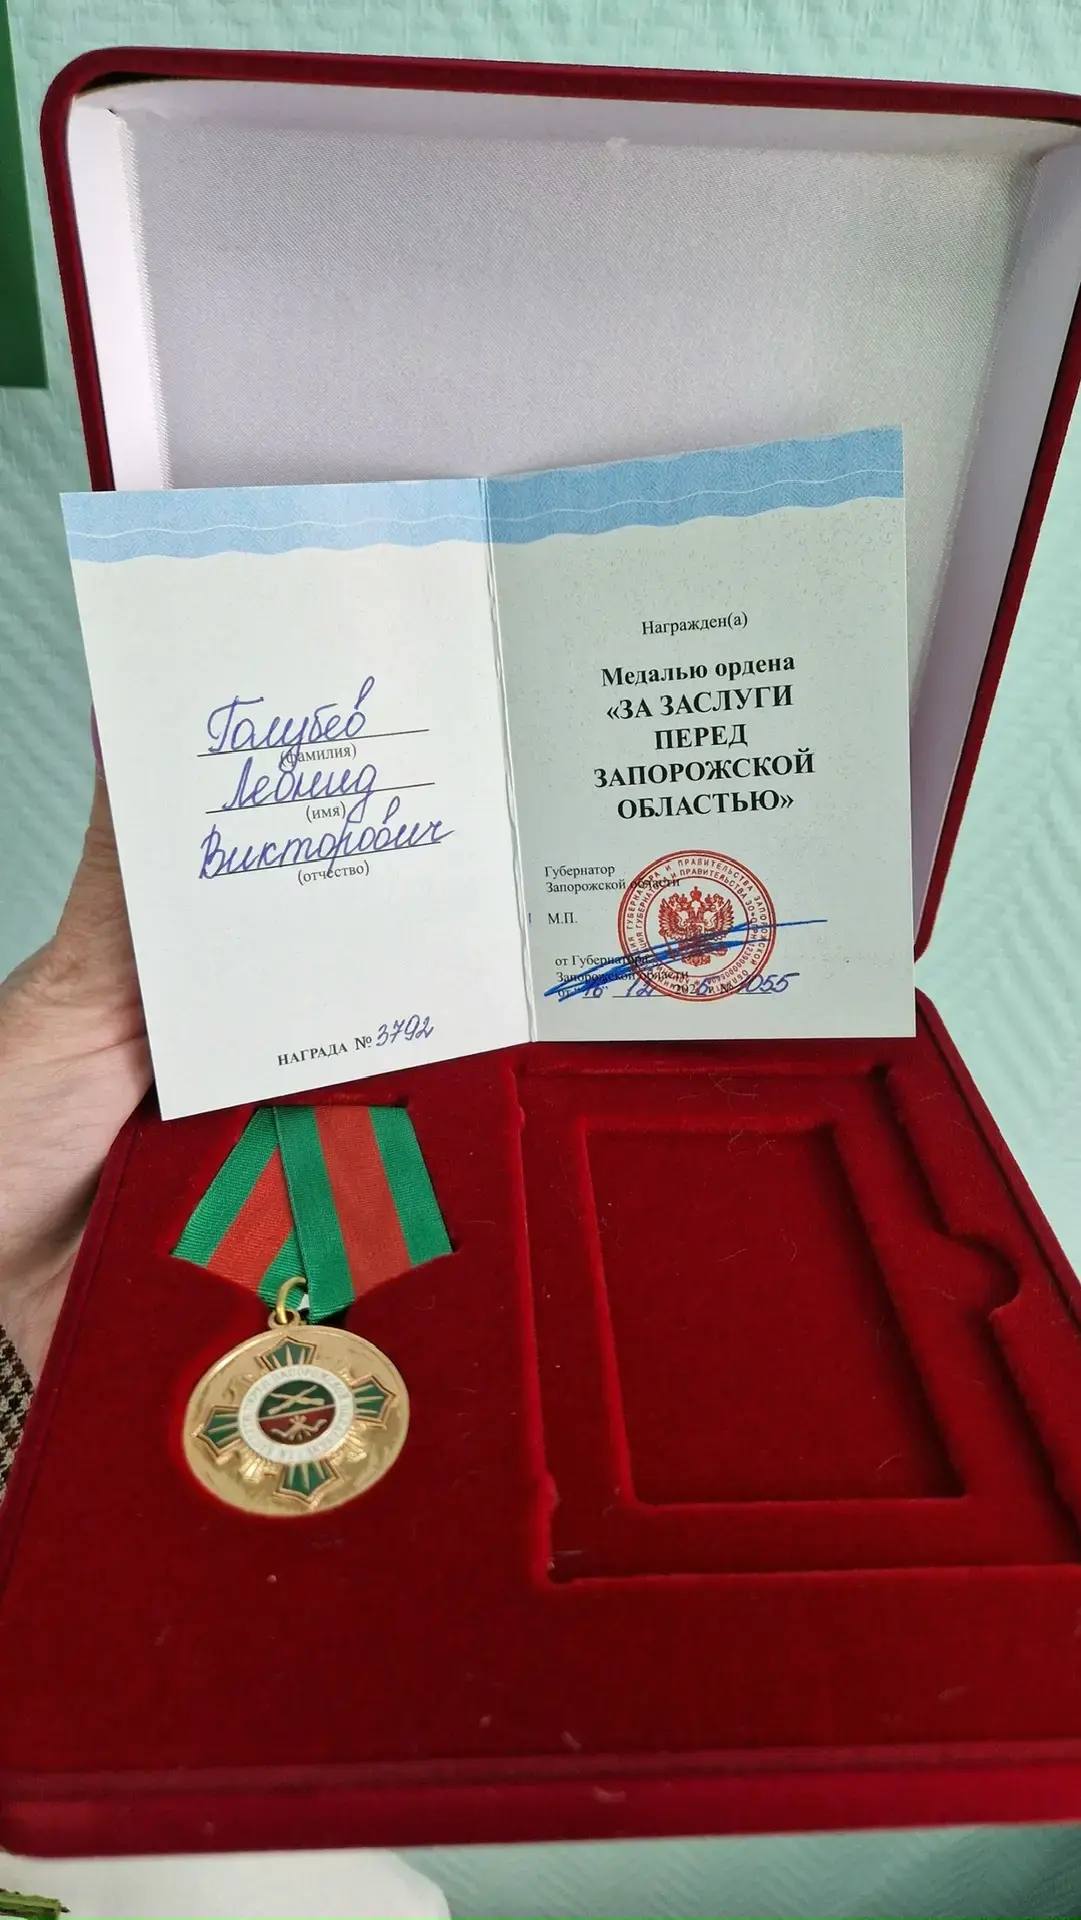 Голубев
(фамилия)
Леонид
(имя)
Викторович
(отчество)
НАГРАДА № 3792
Награжден(а)
Медалью ордена
«ЗА ЗАСЛУГИ
ПЕРЕД
ЗАПОРОЖСКОЙ
ОБЛАСТЬЮ»
Губернатор
Запорожской области
М.П.
от Губернатора
Запорожской области